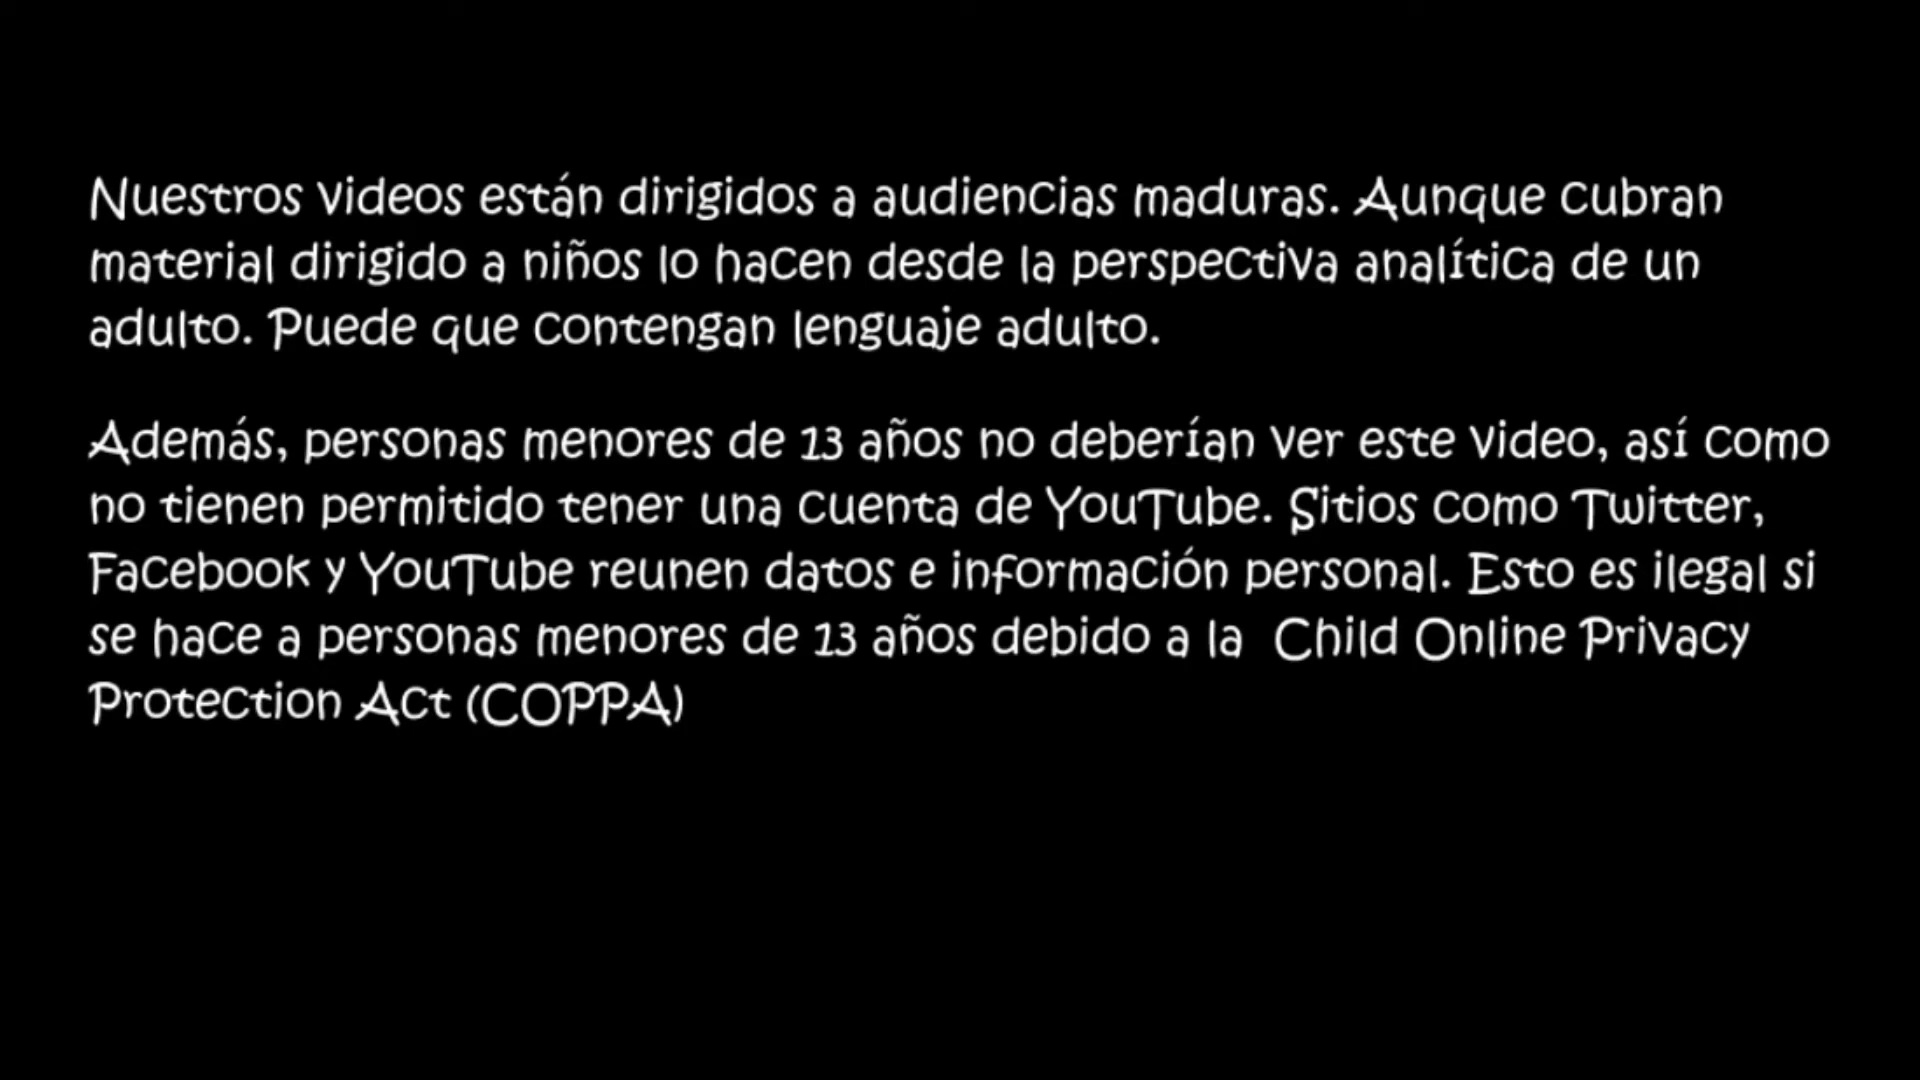 Nuestros videos están dirigidos a audiencias maduras. Aunque cubran
material dirigido a niños lo hacen desde la perspectiva analítica de un
adulto. Puede que contengan lenguaje adulto.
Además, personas menores de 13 años no deberían ver este video, así como
no tienen permitido tener una cuenta de YouTube. Sitios como Twitter,
Facebook y YouTube reunen datos e información personal. Esto es ilegal si
se hace a personas menores de 13 años debido a la Child Online Privacy
Protection Act (COPPA)